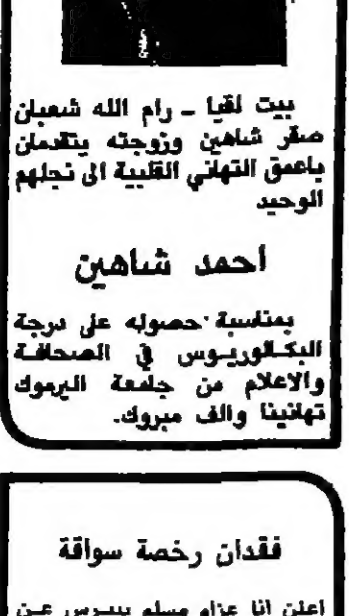 بيت لقيا ـ رام الله شعبان
صقر شاهين وزوجته يتقدمان
باعمق التهاني القلبية الى نجلهم
الوحيد
أحمد شاهين
بمناسبة حصوله على درجة
البكالوريوس في الصحافة
والاعلام من جامعة اليرموك
تهانينا والف مبروك.
فقدان رخصة سواقة
اعلن انا عزام مسلم عن